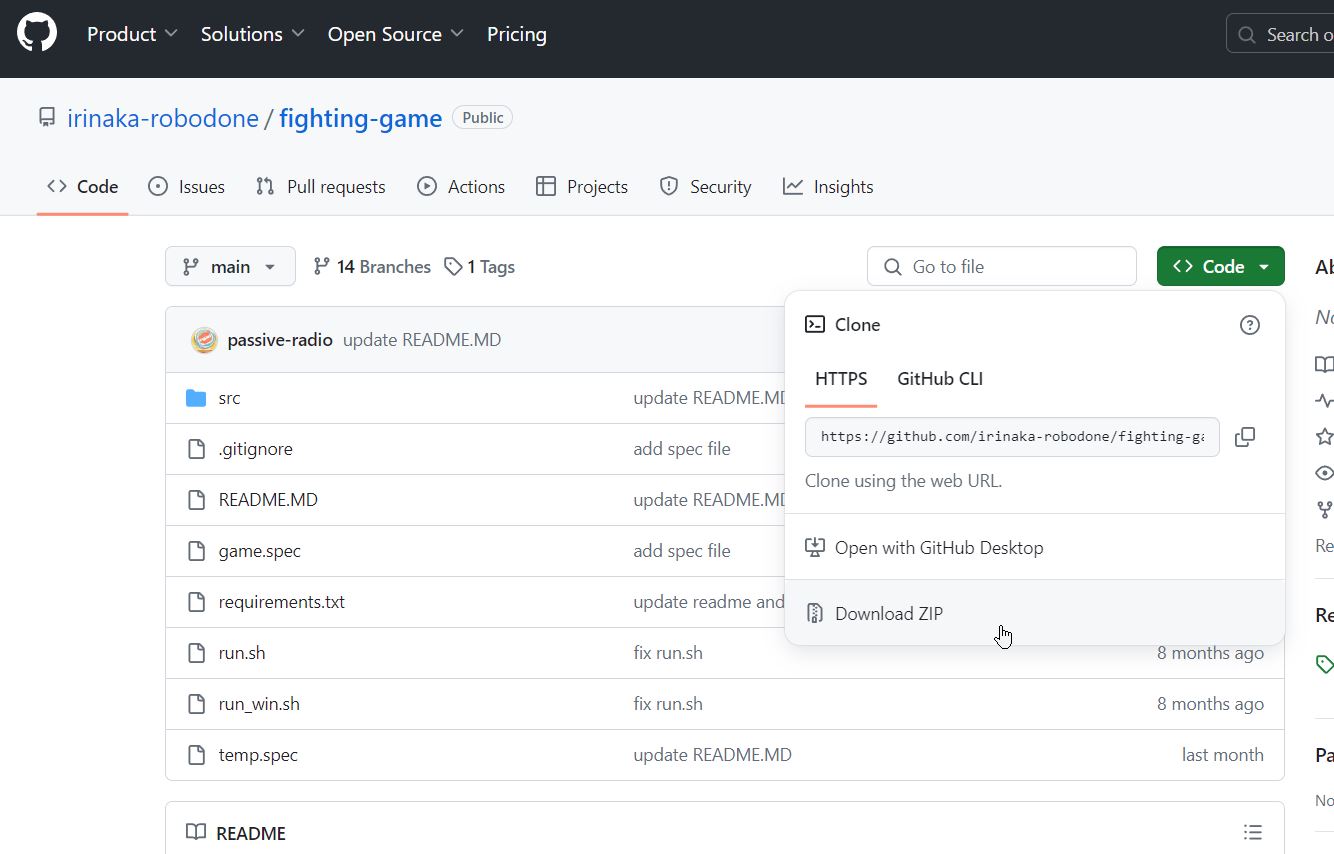 Product Solutions Open Source Pricing Search o
irinaka-robodone / fighting-game Public
Code Issues Pull requests Actions Projects Security Insights
main 14 Branches 1 Tags Go to file Code Ab
Clone
No
passive-radio update README.MD
HTTPS GitHub CLI
src update README.MD
https://github.com/irinaka-robodone/fighting-ga
.gitignore add spec file
Clone using the web URL.
README.MD update README.MD
game.spec add spec file
Open with GitHub Desktop
Re
requirements.txt update readme and
Download ZIP
Re
run.sh fix run.sh 8 months ago
run_win.sh fix run.sh 8 months ago
temp.spec update README.MD last month
Pa
No
README